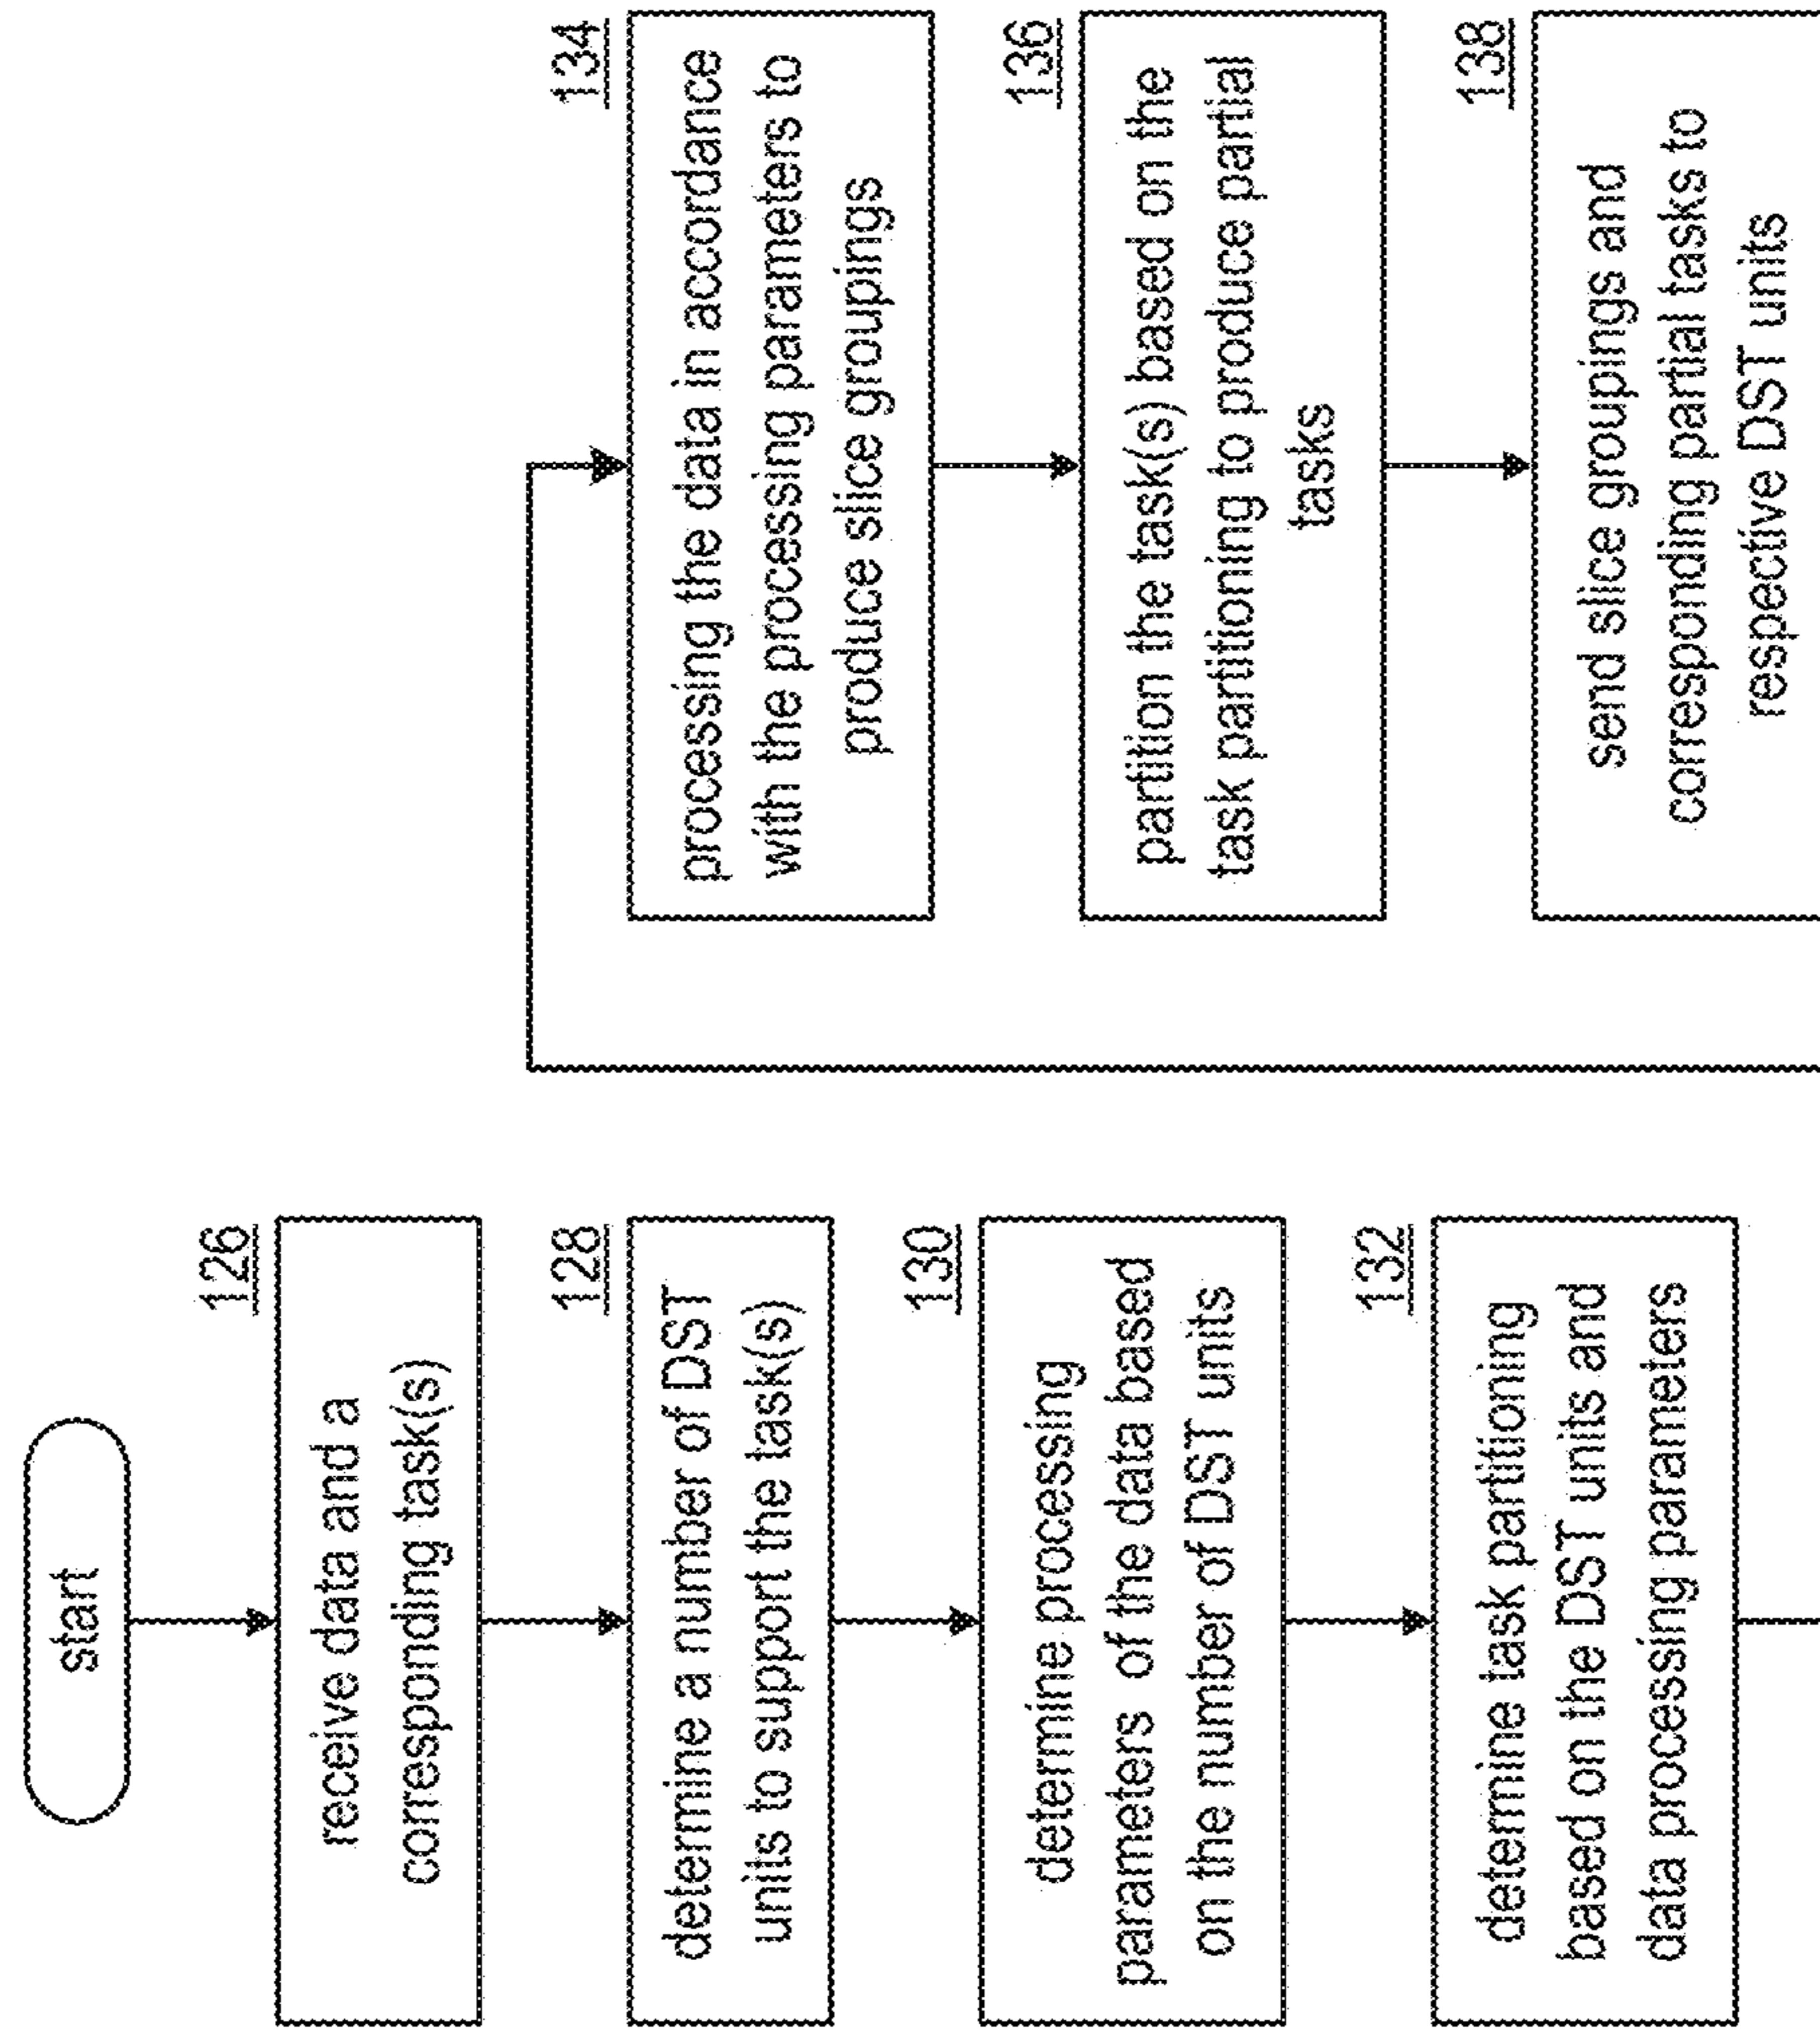 start
126
receive data and a
corresponding task(s)
128
determine a number of DST
units to support the task(s)
130
determine processing
parameters of the data based
on the number of DST units
132
determine task partitioning
based on the DST units and
data processing parameters
134
processing the data in accordance
with the processing parameters to
produce slice groupings
136
partition the task(s) based on the
task partitioning to produce partial
tasks
138
send slice groupings and
corresponding partial tasks to
respective DST units